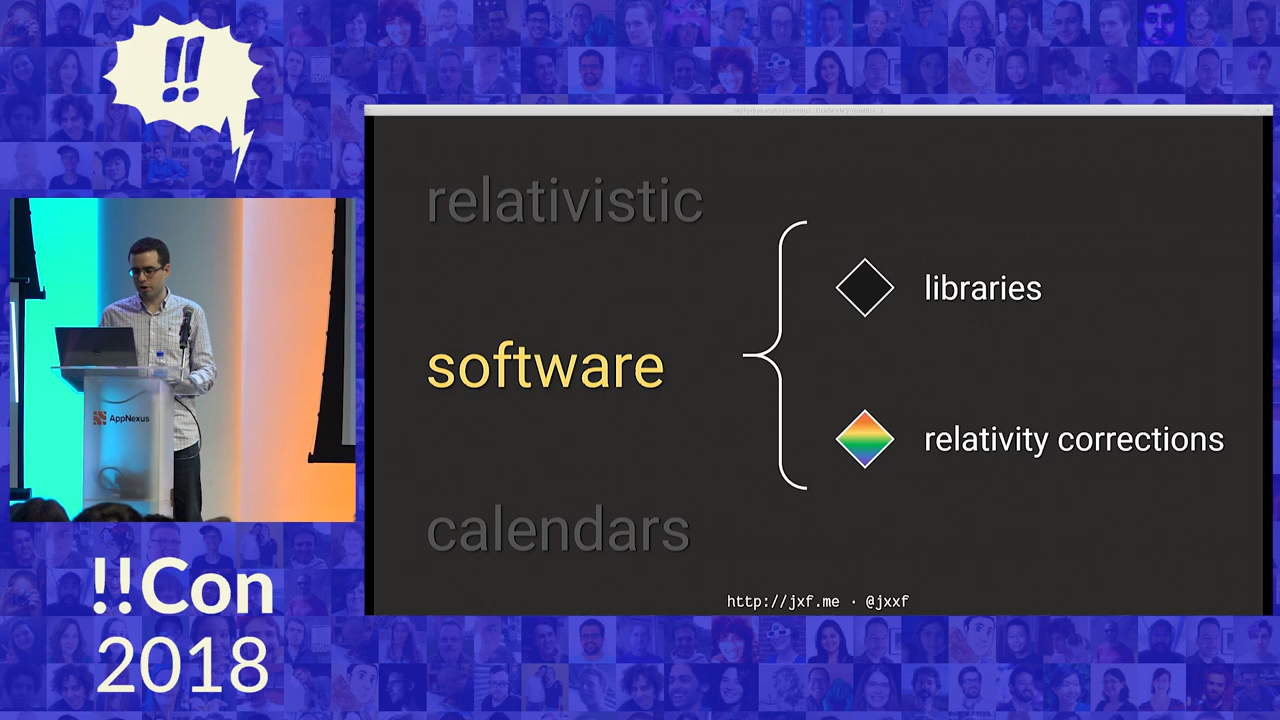 !!
AppNexus
!!Con
2018
relativistic
software
calendars
libraries
relativity corrections
http://jxf.me · @jxxf